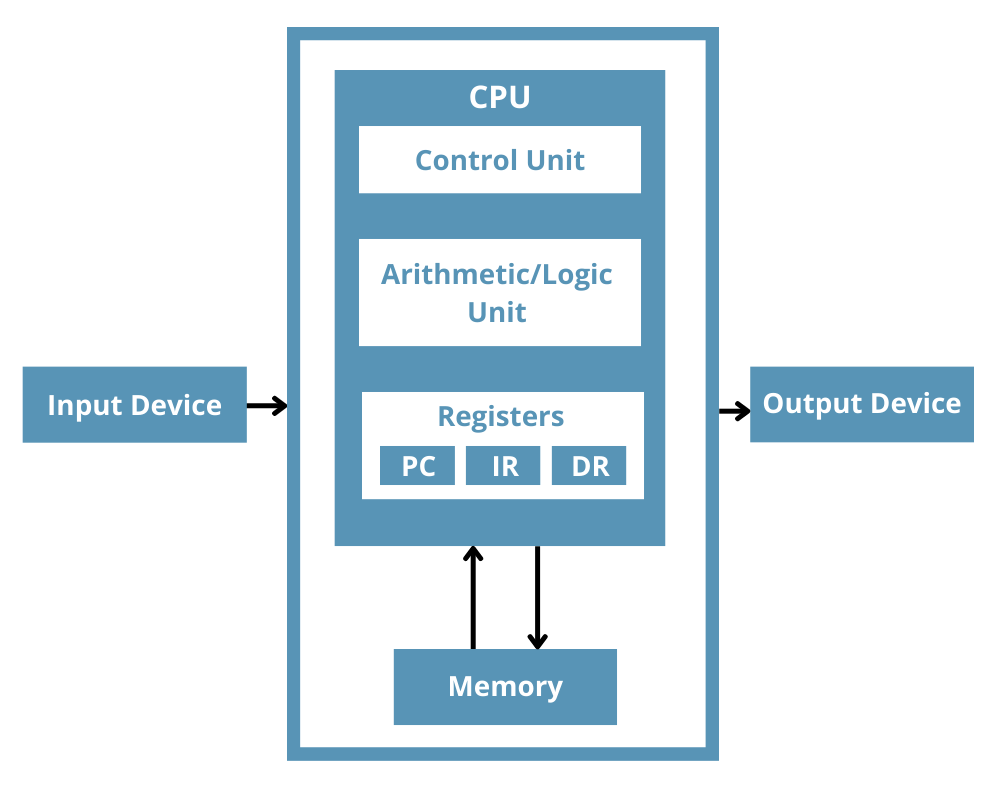 CPU
Control Unit
Arithmetic/Logic
Unit
Input Device
Output Device
Registers
PC
IR
DR
Memory